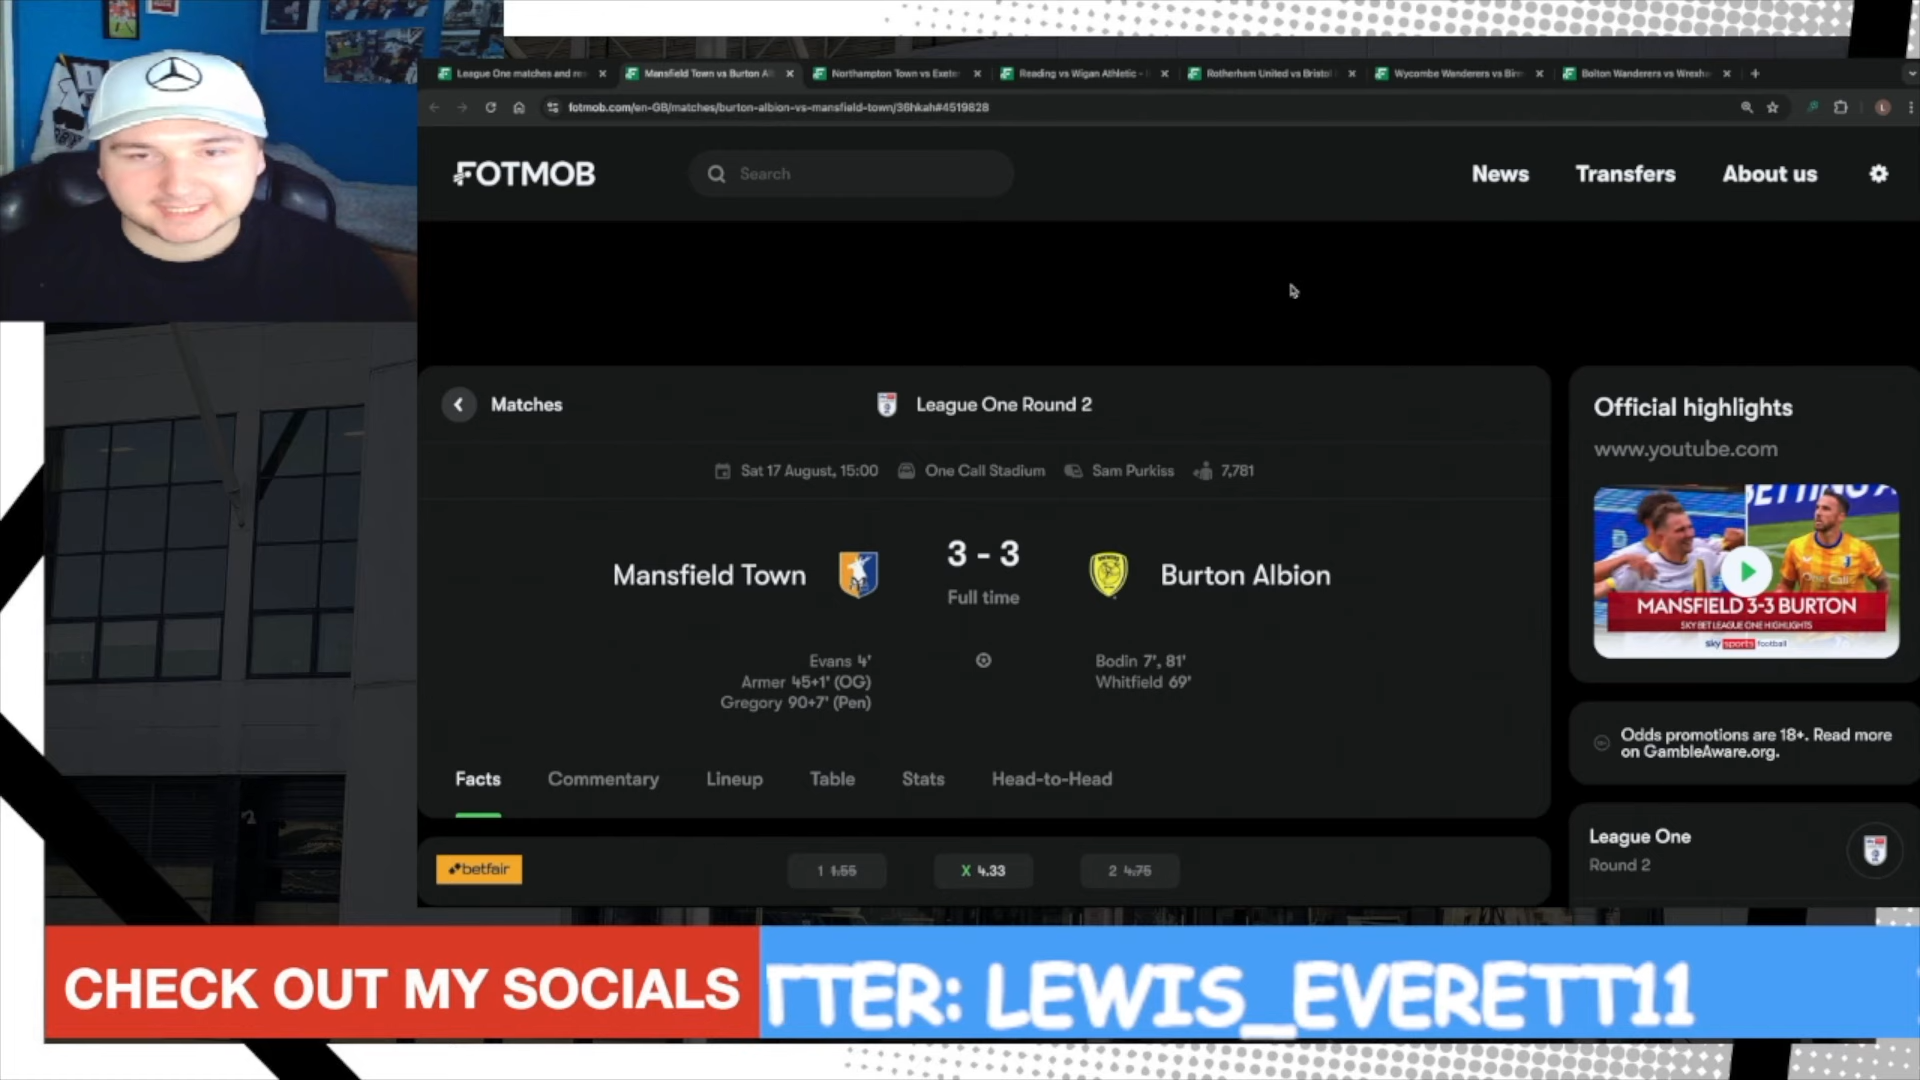 League One matches and re
Mansfield Town vs Burton Al
Northampton Town vs Exete
Reading vs Wigan Athletic -
Rotherham United vs Bristol
Wycombe Wanderers vs Birm
Bolton Wanderers vs Wrexh
fotmob.com/en-GB/matches/burton-albion-vs-mansfield-town/36hkah#4519828
L
FOTMOB
Search
News
Transfers
About us
Matches
League One Round 2
Sat 17 August, 15:00
One Call Stadium
Sam Purkiss
7,781
Mansfield Town
3 - 3
Full time
Burton Albion
Evans 4'
Armer 45+1' (OG)
Gregory 90+7' (Pen)
Bodin 7', 81'
Whitfield 69'
Facts
Commentary
Lineup
Table
Stats
Head-to-Head
betfair
1 1.55
X 4.33
2 4.75
Official highlights
www.youtube.com
MANSFIELD 3-3 BURTON
SKY BET LEAGUE ONE HIGHLIGHTS
sky sports football
Odds promotions are 18+. Read more
on GambleAware.org.
League One
Round 2
CHECK OUT MY SOCIALS
TTER: LEWIS_EVERETT11